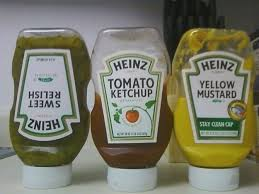 HEINZ
SWEET
RELISH
HEINZ
TOMATO
KETCHUP
HEINZ
YELLOW
MUSTARD
STAY CLEAN CAP